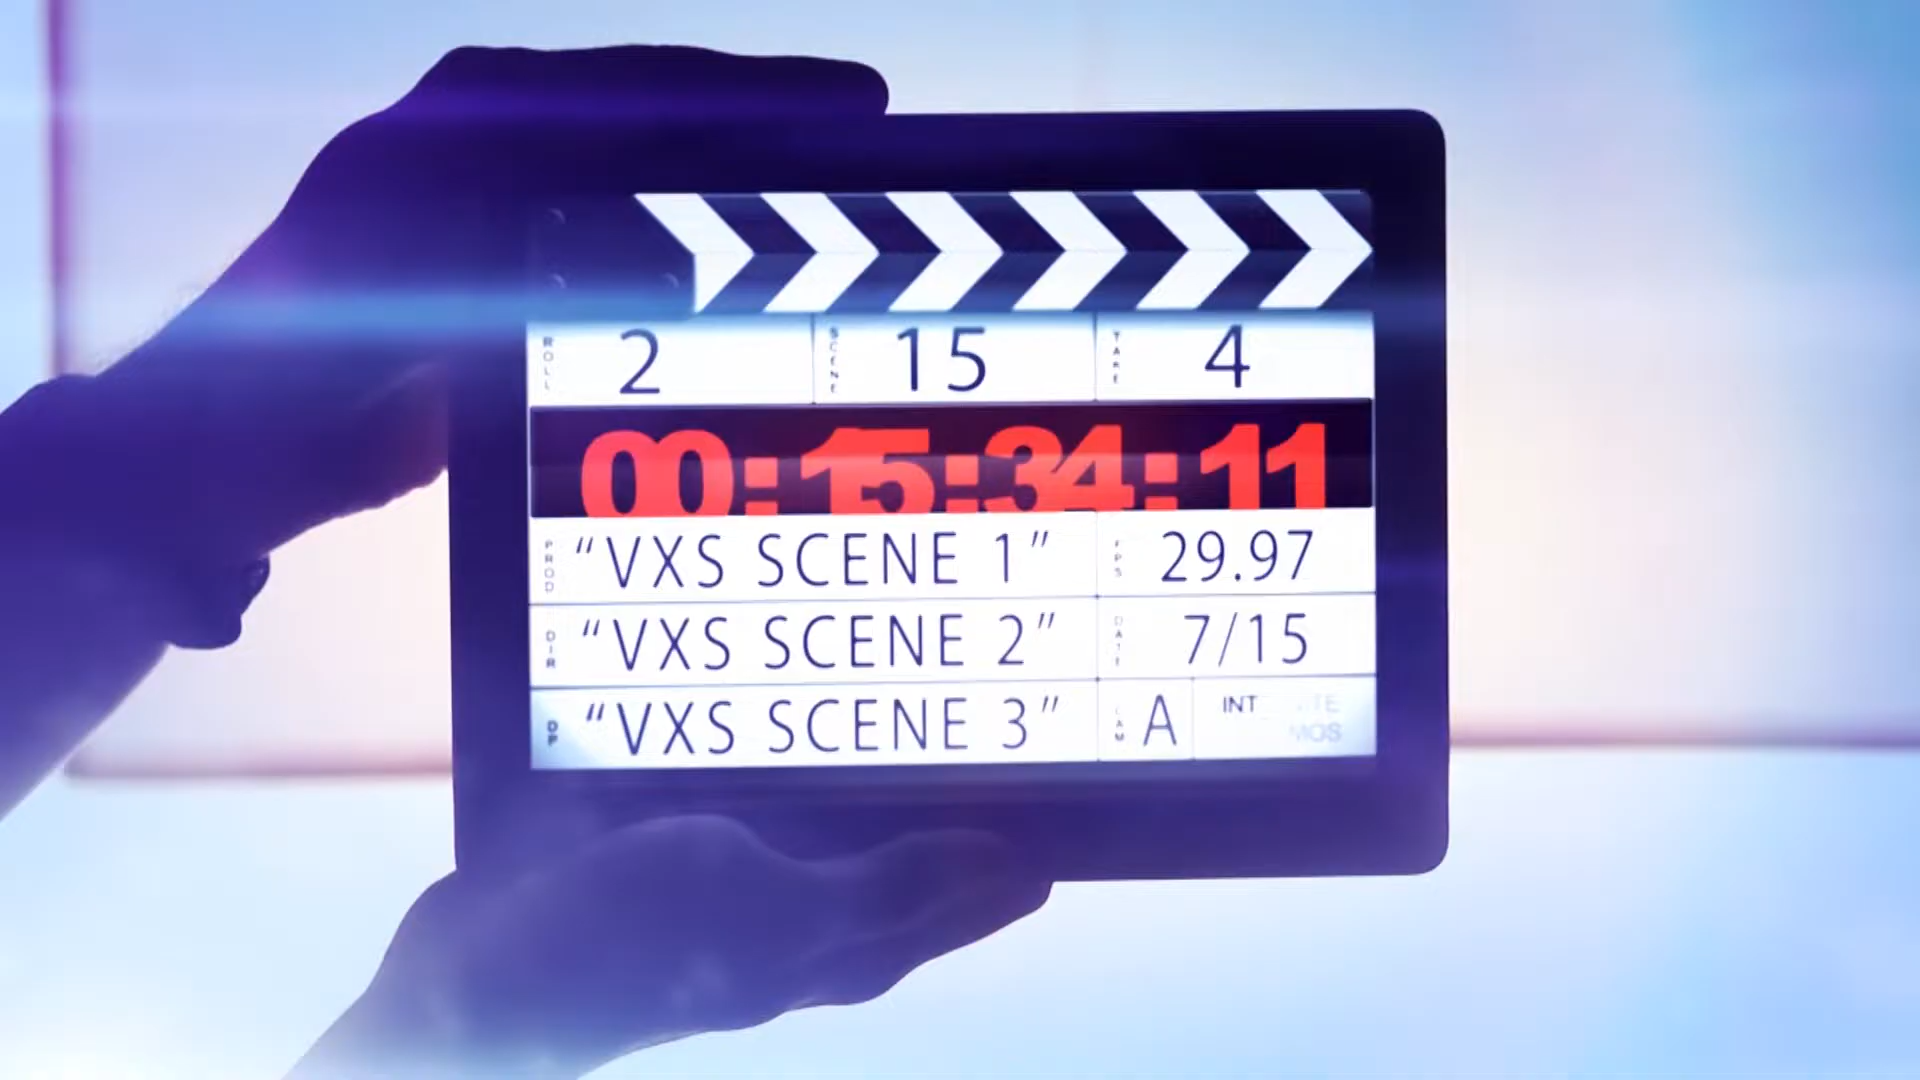 ROLL 2 SCENE 15 TAKE 4
00:15:34:11
PROD “VXS SCENE 1” FPS 29.97
DIR “VXS SCENE 2” DATE 7/15
DP “VXS SCENE 3” CAM A INT
MOS